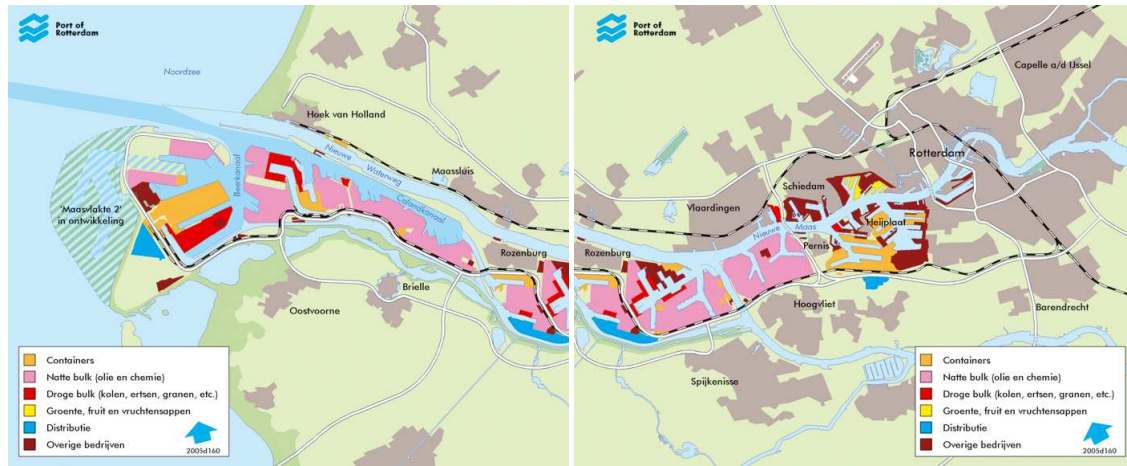 Port of
Rotterdam
Noordzee
Hoek van Holland
Nieuwe
Waterweg
Maassluis
Beerkanaal
Calandkanaal
'Maasvlakte 2'
in ontwikkeling
Rozenburg
Brielle
Oostvoorne
Containers
Natte bulk (olie en chemie)
Droge bulk (kolen, ertsen, granen, etc.)
Groente, fruit en vruchtensappen
Distributie
Overige bedrijven
2005d160
Port of
Rotterdam
Capelle a/d IJssel
Rotterdam
Schiedam
Vlaardingen
Heijplaat
Nieuwe
Maas
Pernis
Rozenburg
Hoogvliet
Barendrecht
Spijkenisse
Containers
Natte bulk (olie en chemie)
Droge bulk (kolen, ertsen, granen, etc.)
Groente, fruit en vruchtensappen
Distributie
Overige bedrijven
2005d160